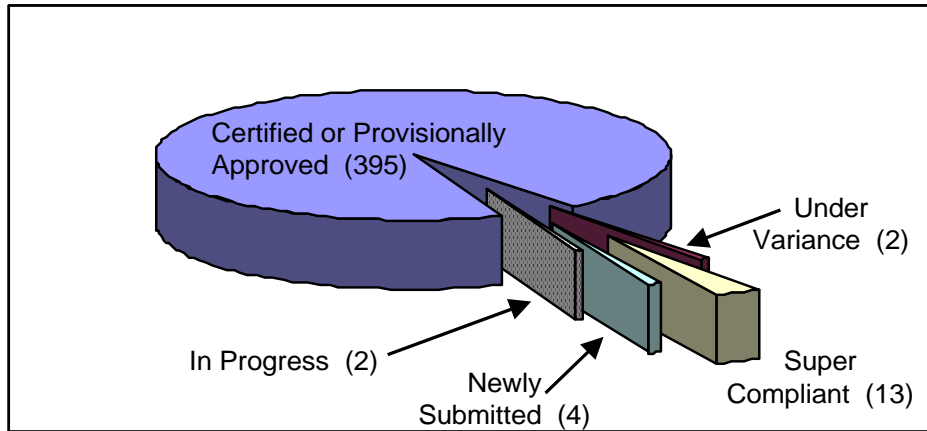 Certified or Provisionally
Approved (395)
Under
Variance (2)
In Progress (2)
Newly
Submitted (4)
Super
Compliant (13)